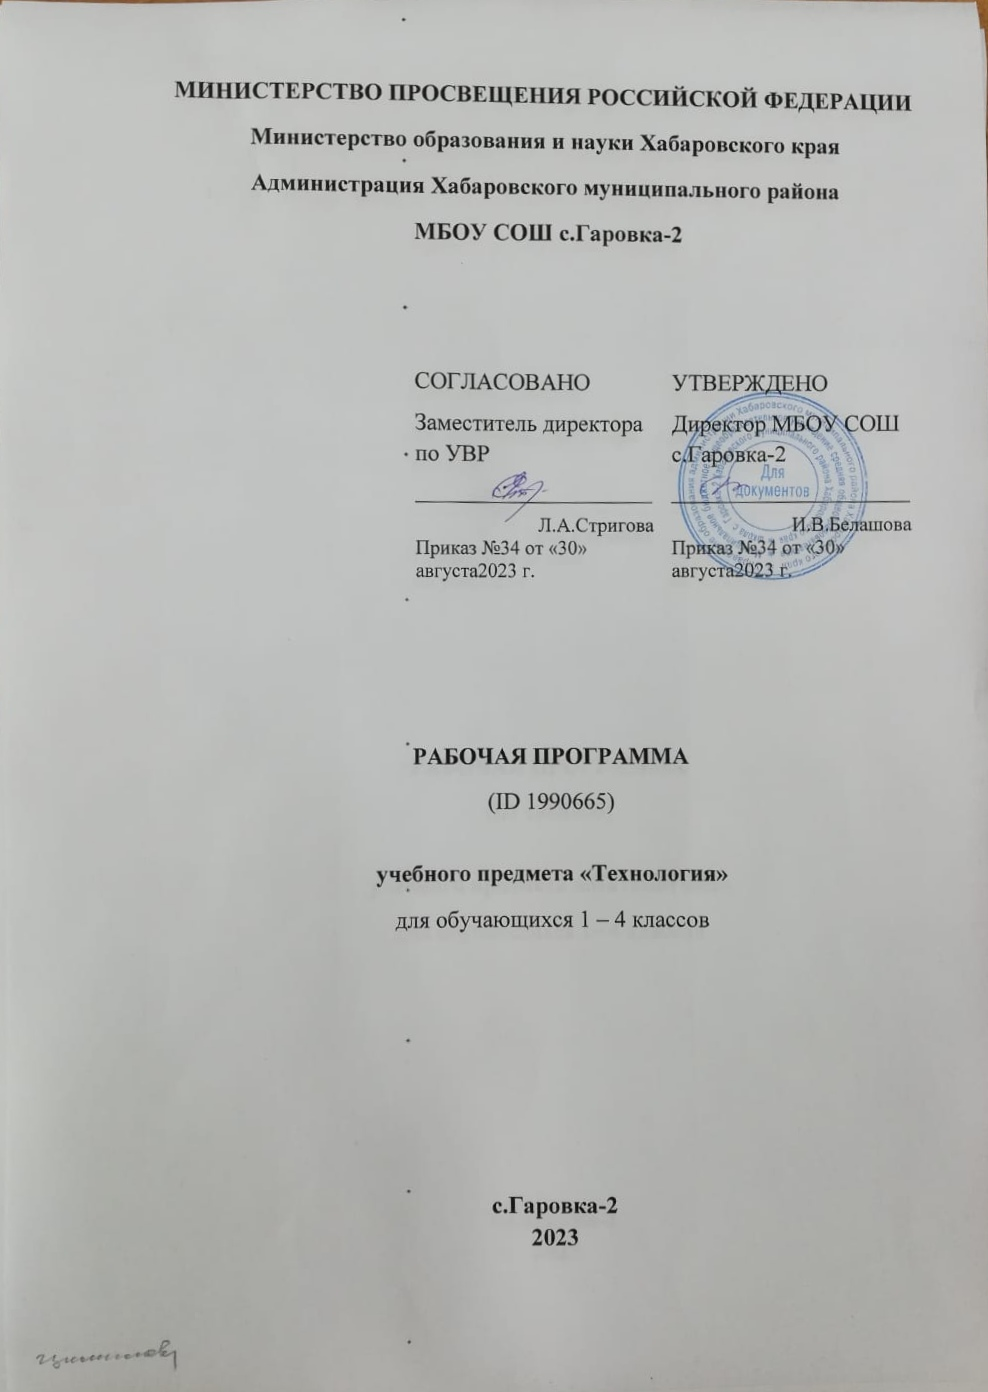 МИНИСТЕРСТВО ПРОСВЕЩЕНИЯ РОССИЙСКОЙ ФЕДЕРАЦИИ
Министерство образования и науки Хабаровского края
Администрация Хабаровского муниципального района
МБОУ СОШ с.Гаровка-2
СОГЛАСОВАНО
Заместитель директора
по УВР
Л.А.Стригова
Приказ №34 от «30»
августа2023 г.
УТВЕРЖДЕНО
Директор МБОУ СОШ
с.Гаровка-2
Для
документов
И.В.Белашова
Приказ №34 от «30»
августа2023 г.
РАБОЧАЯ ПРОГРАММА
(ID 1990665)
учебного предмета «Технология»
для обучающихся 1 – 4 классов
с.Гаровка-2
2023